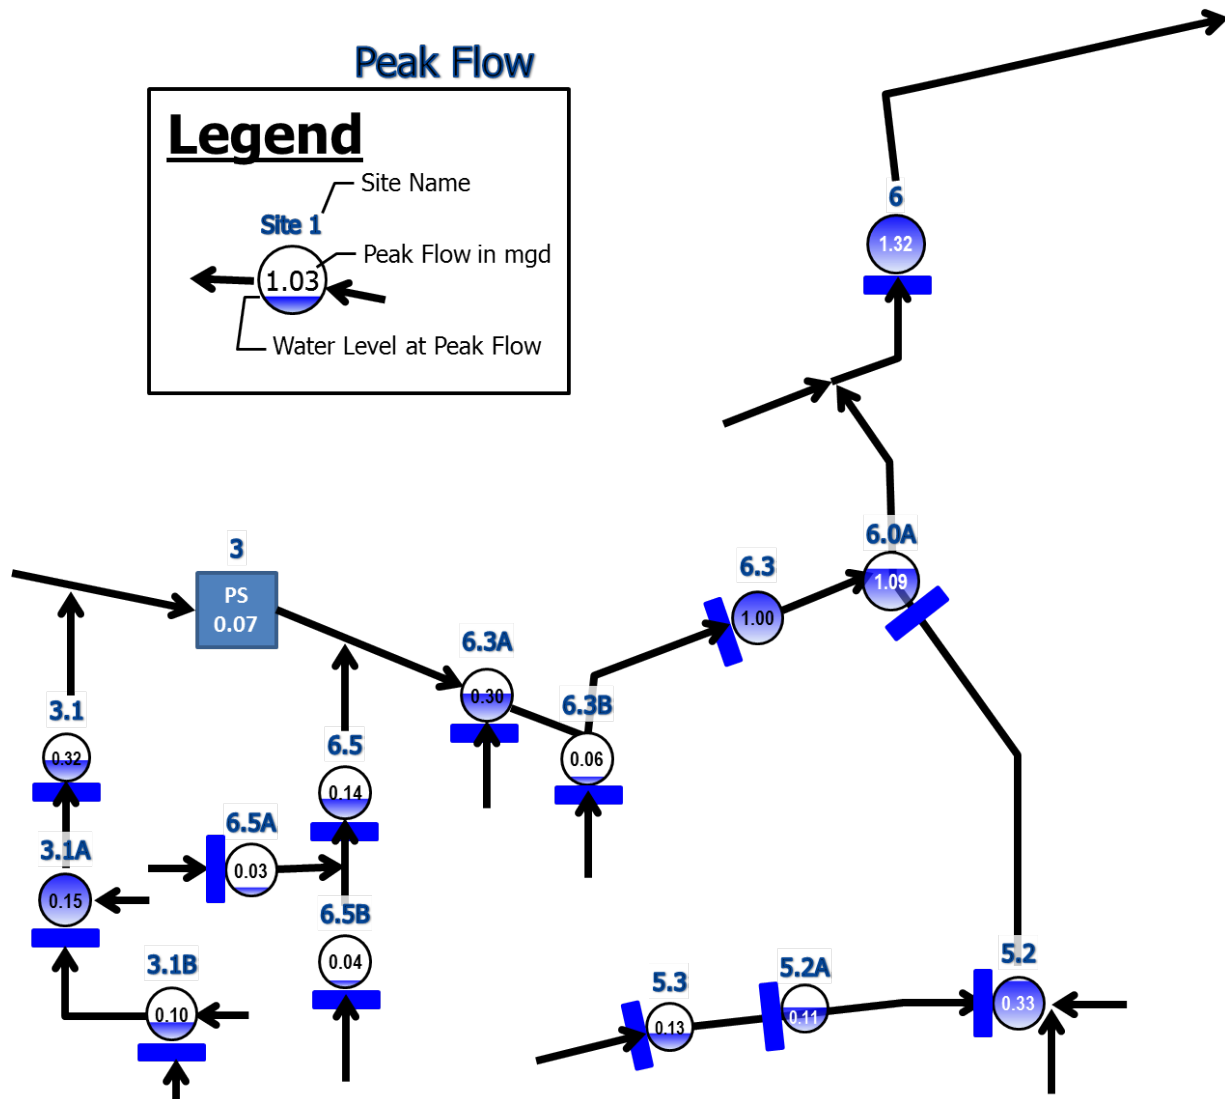 Peak Flow
Legend
Site Name
Site 1
Peak Flow in mgd
1.03
Water Level at Peak Flow
6
1.32
6.0A
1.09
6.3
1.00
3
PS
0.07
6.3A
0.30
6.3B
0.06
3.1
0.32
6.5
0.14
6.5A
0.03
3.1A
0.15
6.5B
0.04
3.1B
0.10
5.3
0.13
5.2A
0.11
5.2
0.33